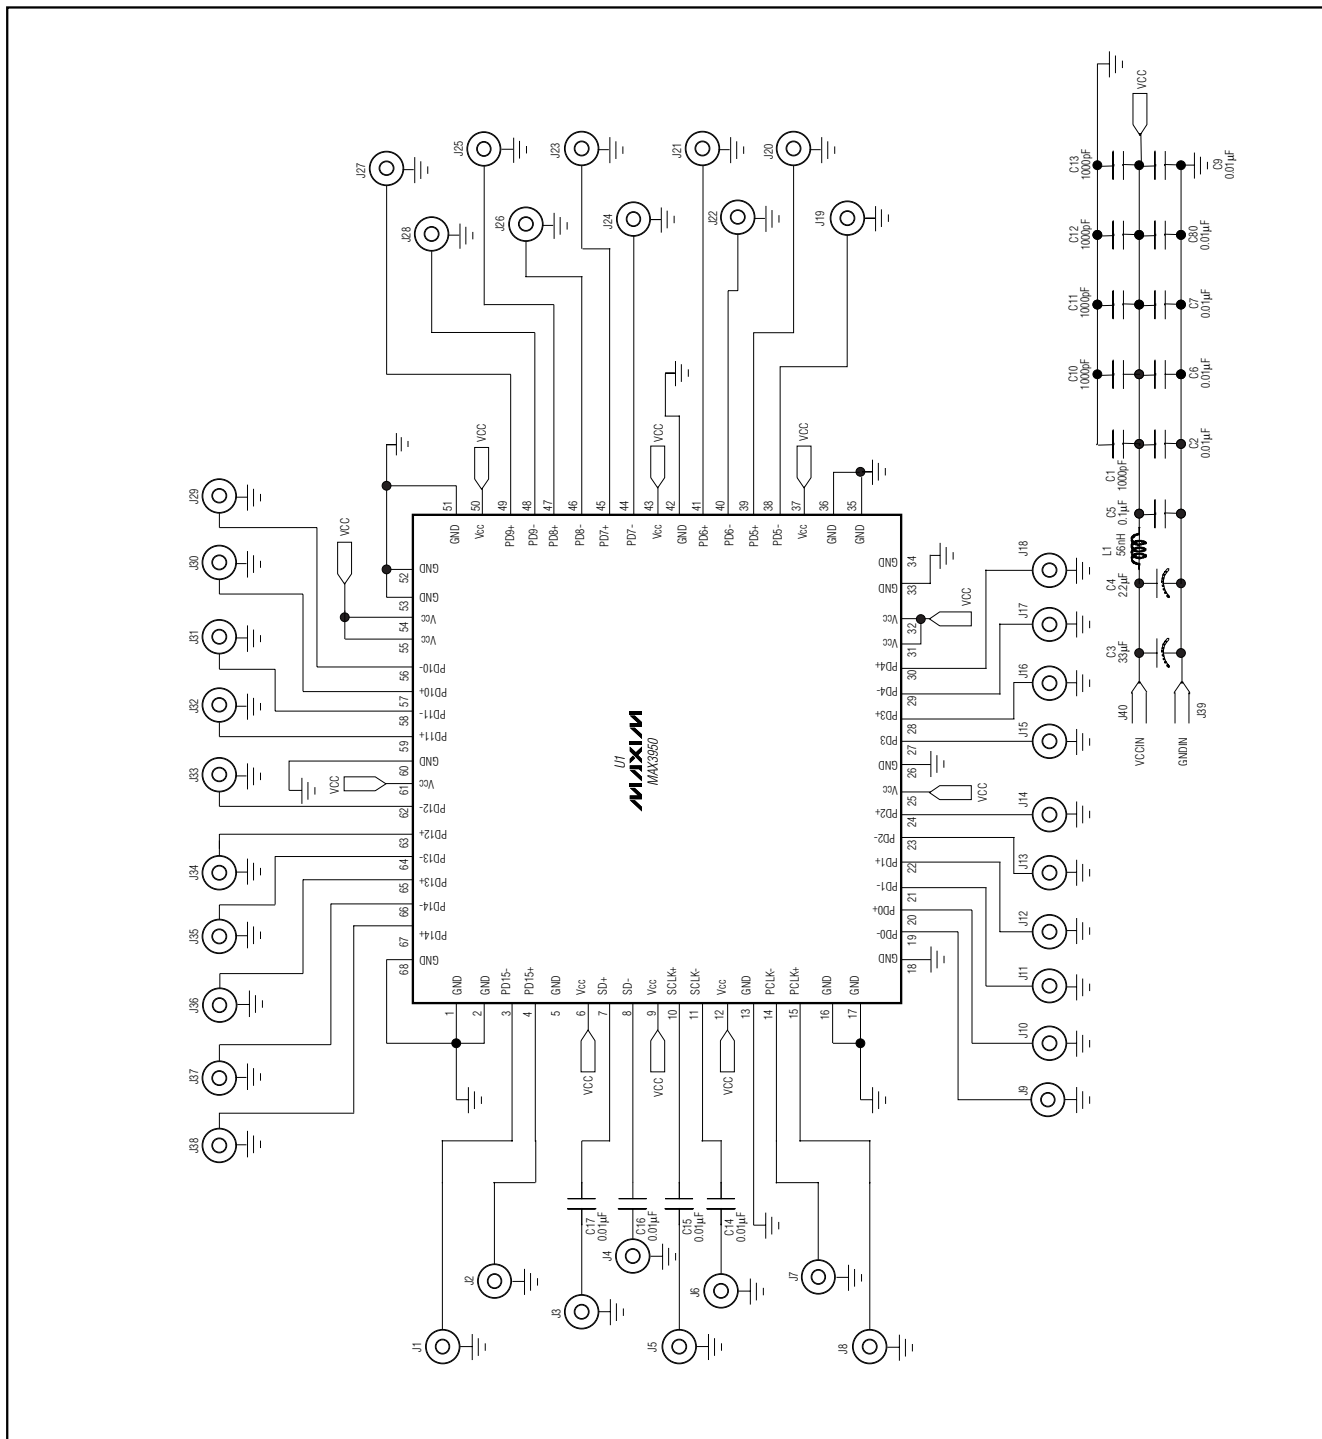 J27
J25
J23
J21
J20
J28
J26
J24
J22
J19
VCC
C13
1000pF
C9
0.01µF
C12
1000pF
C80
0.01µF
C11
1000pF
C7
0.01µF
C10
1000pF
C6
0.01µF
C1
1000pF
C2
0.01µF
C5
0.1µF
L1
56nH
C4
2.2µF
C3
33µF
J40
VCCIN
J39
GNDIN
VCC
VCC
VCC
51
50
49
48
47
46
45
44
43
42
41
40
39
38
37
36
35
GND
Vcc
PD9+
PD9-
PD8+
PD8-
PD7+
PD7-
Vcc
GND
PD6+
PD6-
PD5+
PD5-
Vcc
GND
GND
J29
J30
J31
J32
J33
J34
J35
J36
J37
J38
VCC
VCC
52
GND
53
GND
54
Vcc
55
Vcc
56
PD10-
57
PD10+
58
PD11-
59
PD11+
60
GND
61
Vcc
62
PD12-
63
PD12+
64
PD13-
65
PD13+
66
PD14-
67
PD14+
68
GND
U1
MAXIM
MAX3950
GND
34
GND
33
Vcc
32
Vcc
31
PD4+
30
PD4-
29
PD3+
28
PD3
27
GND
26
Vcc
25
PD2+
24
PD2-
23
PD1+
22
PD1-
21
PD0+
20
PD0-
19
GND
18
VCC
VCC
J18
J17
J16
J15
J14
J13
J12
J11
J10
J9
GND
GND
PD15-
PD15+
GND
Vcc
SD+
SD-
Vcc
SCLK+
SCLK-
Vcc
GND
PCLK-
PCLK+
GND
GND
1
2
3
4
5
6
7
8
9
10
11
12
13
14
15
16
17
VCC
VCC
VCC
C17
0.01µF
C16
0.01µF
C15
0.01µF
C14
0.01µF
J1
J2
J3
J4
J5
J6
J7
J8